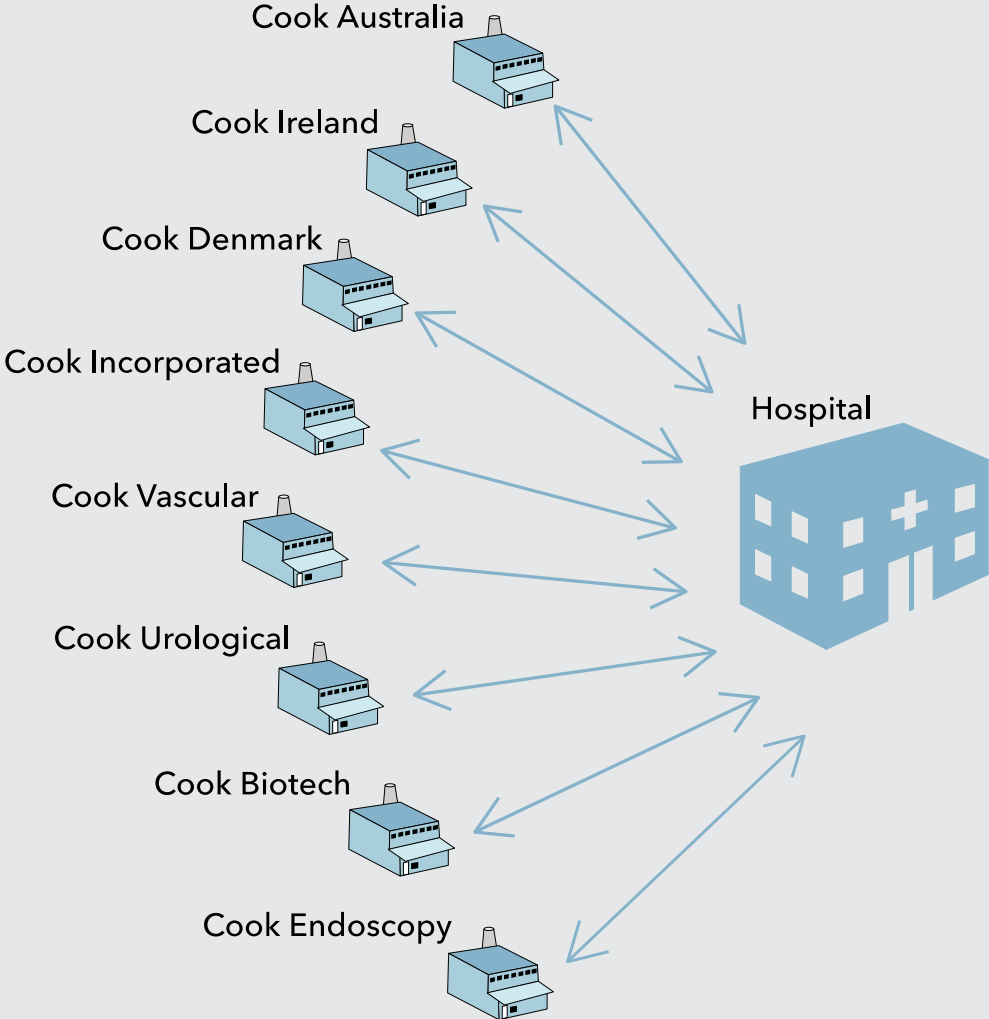 Cook Australia
Cook Ireland
Cook Denmark
Cook Incorporated
Hospital
Cook Vascular
Cook Urological
Cook Biotech
Cook Endoscopy